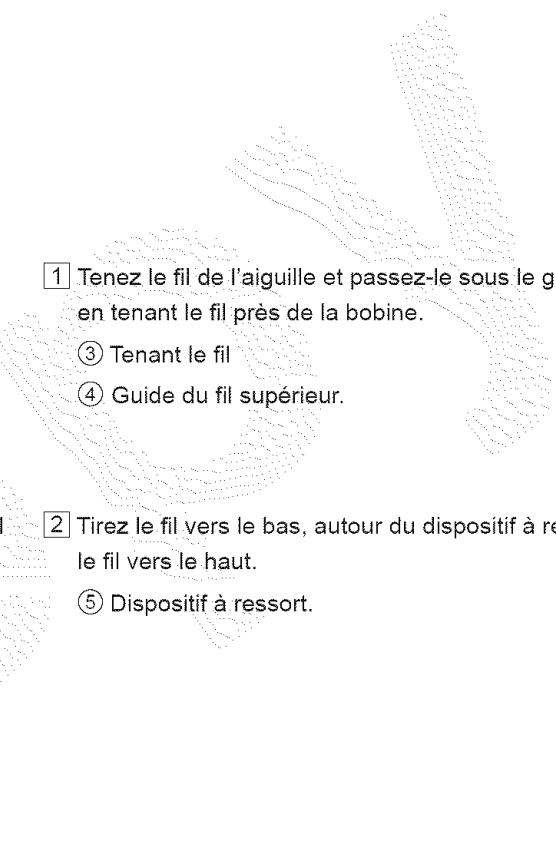 1 Tenez le fil de l'aiguille et passez-le sous le g
en tenant le fil près de la bobine.
③ Tenant le fil
④ Guide du fil supérieur.
2 Tirez le fil vers le bas, autour du dispositif à re
le fil vers le haut.
⑤ Dispositif à ressort.